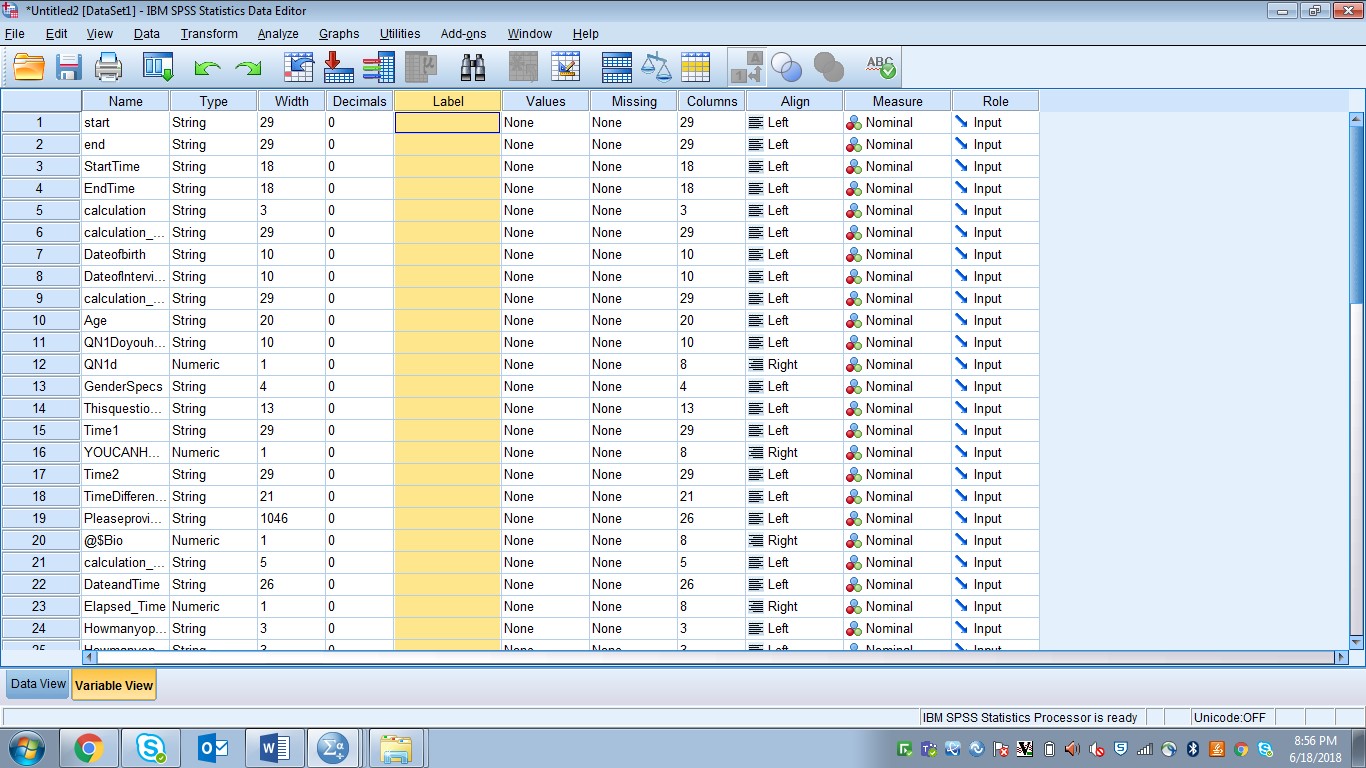 *Untitled2 [DataSet1] - IBM SPSS Statistics Data Editor
File Edit View Data Transform Analyze Graphs Utilities Add-ons Window Help
Name Type Width Decimals Label Values Missing Columns Align Measure Role
1 start String 29 0 None None 29 Left Nominal Input
2 end String 29 0 None None 29 Left Nominal Input
3 StartTime String 18 0 None None 18 Left Nominal Input
4 EndTime String 18 0 None None 18 Left Nominal Input
5 calculation String 3 0 None None 3 Left Nominal Input
6 calculation_... String 29 0 None None 29 Left Nominal Input
7 Dateofbirth String 10 0 None None 10 Left Nominal Input
8 DateofIntervi... String 10 0 None None 10 Left Nominal Input
9 calculation_... String 29 0 None None 29 Left Nominal Input
10 Age String 20 0 None None 20 Left Nominal Input
11 QN1Doyouh... String 10 0 None None 10 Left Nominal Input
12 QN1d Numeric 1 0 None None 8 Right Nominal Input
13 GenderSpecs String 4 0 None None 4 Left Nominal Input
14 Thisquestio... String 13 0 None None 13 Left Nominal Input
15 Time1 String 29 0 None None 29 Left Nominal Input
16 YOUCANH... Numeric 1 0 None None 8 Right Nominal Input
17 Time2 String 29 0 None None 29 Left Nominal Input
18 TimeDifferen... String 21 0 None None 21 Left Nominal Input
19 Pleaseprovi... String 1046 0 None None 26 Left Nominal Input
20 @$Bio Numeric 1 0 None None 8 Right Nominal Input
21 calculation_... String 5 0 None None 5 Left Nominal Input
22 DateandTime String 26 0 None None 26 Left Nominal Input
23 Elapsed_Time Numeric 1 0 None None 8 Right Nominal Input
24 Howmanyop... String 3 0 None None 3 Left Nominal Input
25 Howmanyop... String 3 0 None None 3 Left Nominal Input
Data View Variable View
IBM SPSS Statistics Processor is ready Unicode:OFF
8:56 PM
6/18/2018